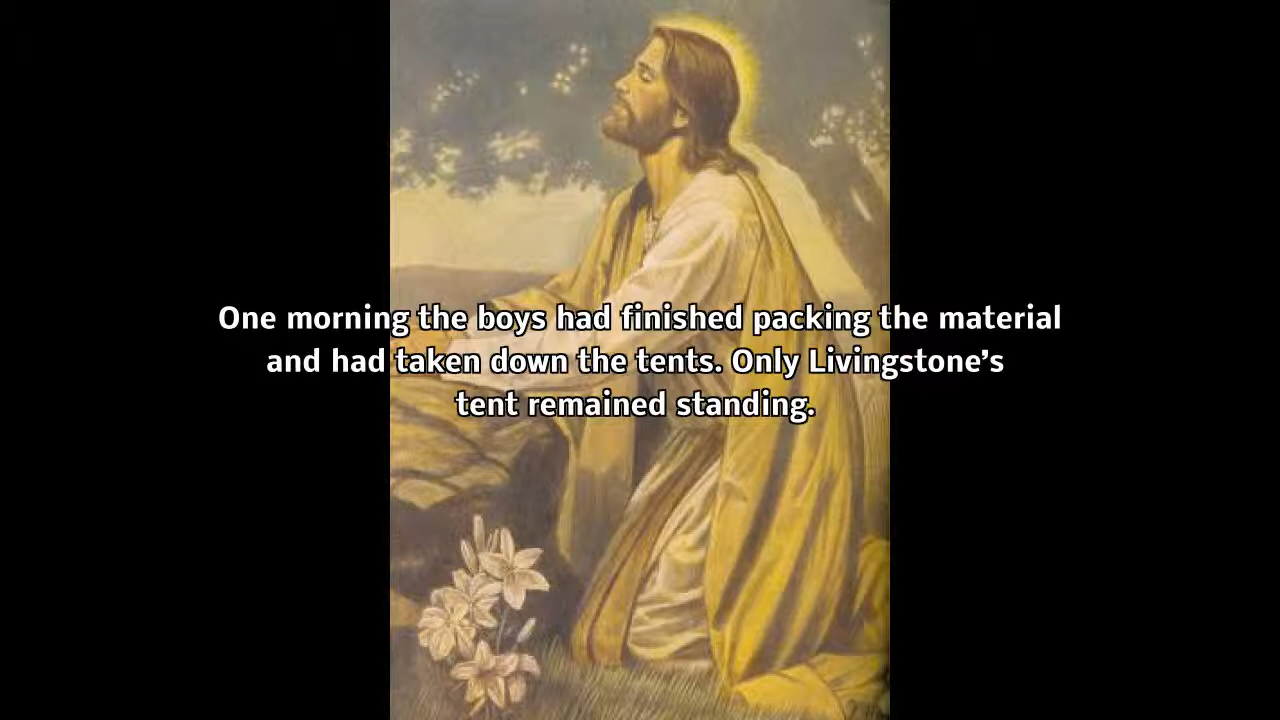 One morning the boys had finished packing the material
and had taken down the tents. Only Livingstone’s
tent remained standing.